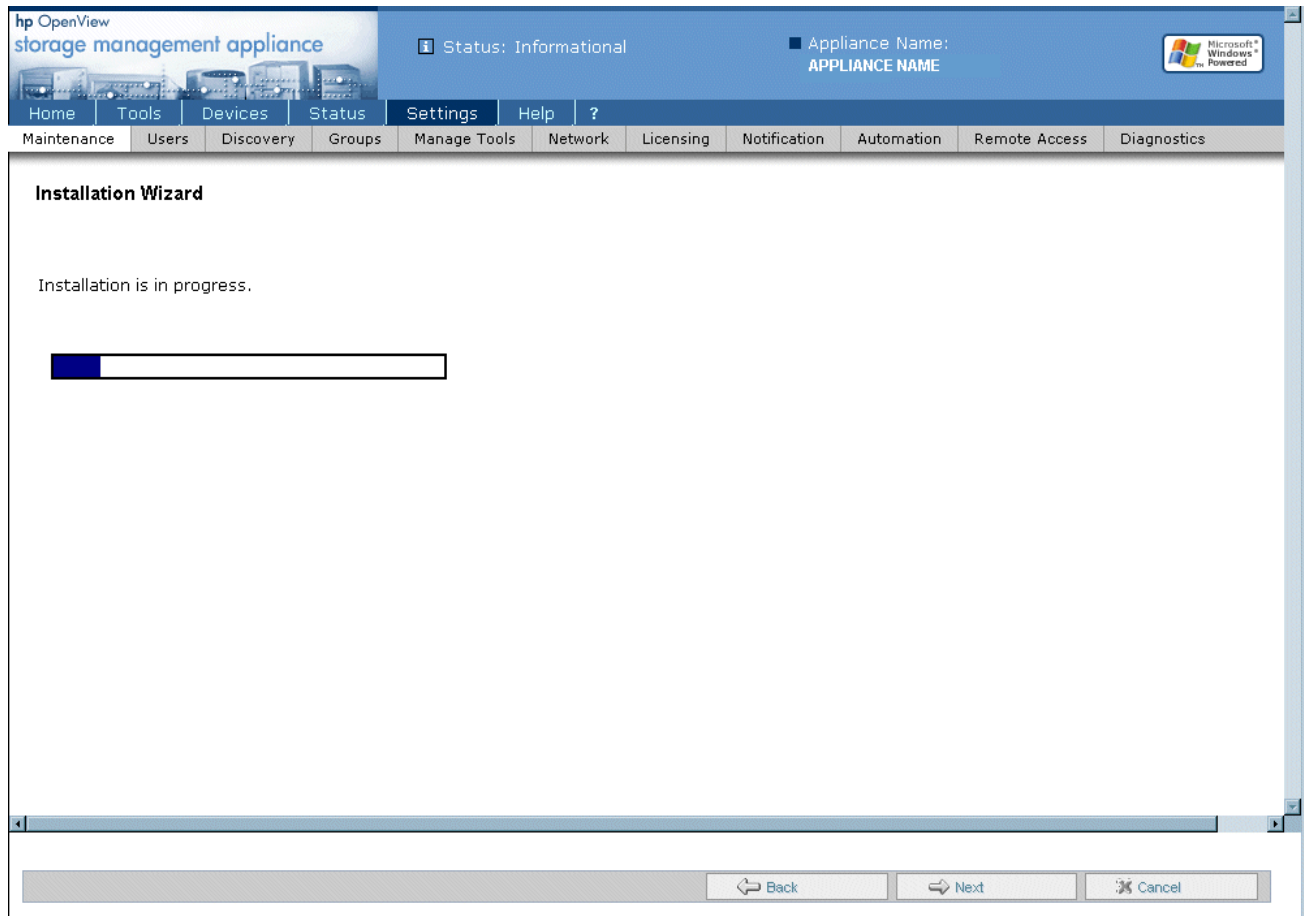 hp OpenView
storage management appliance
i Status: Informational
Appliance Name:
APPLIANCE NAME
Microsoft®
Windows®
Powered
TM
Home Tools Devices Status Settings Help ?
Maintenance Users Discovery Groups Manage Tools Network Licensing Notification Automation Remote Access Diagnostics
Installation Wizard
Installation is in progress.
Back Next Cancel